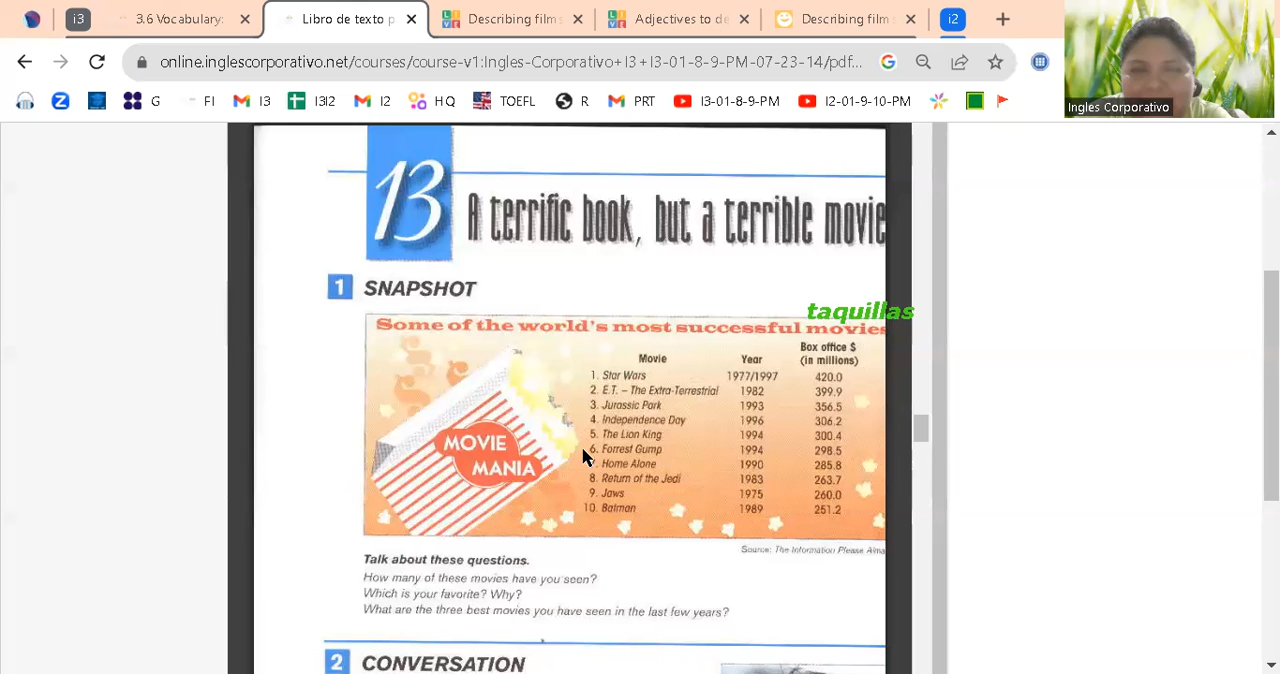 i3
3.6 Vocabulary:
Libro de texto p
Describing film
Adjectives to de
Describing film
i2
online.inglescorporativo.net/courses/course-v1:Ingles-Corporativo+I3+I3-01-8-9-PM-07-23-14/pdf...
G
FI
I3
I3I2
I2
HQ
TOEFL
R
PRT
I3-01-8-9-PM
I2-01-9-10-PM
Ingles Corporativo
13
A terrific book, but a terrible movie
1 SNAPSHOT
taquillas
Some of the world's most successful movies
Movie Year Box office $ (in millions)
1. Star Wars 1977/1997 420.0
2. E.T. – The Extra-Terrestrial 1982 399.9
3. Jurassic Park 1993 356.5
4. Independence Day 1996 306.2
5. The Lion King 1994 300.4
6. Forrest Gump 1994 298.5
7. Home Alone 1990 285.8
8. Return of the Jedi 1983 263.7
9. Jaws 1975 260.0
10. Batman 1989 251.2
MOVIE
MANIA
Source: The Information Please Alma
Talk about these questions.
How many of these movies have you seen?
Which is your favorite? Why?
What are the three best movies you have seen in the last few years?
2 CONVERSATION